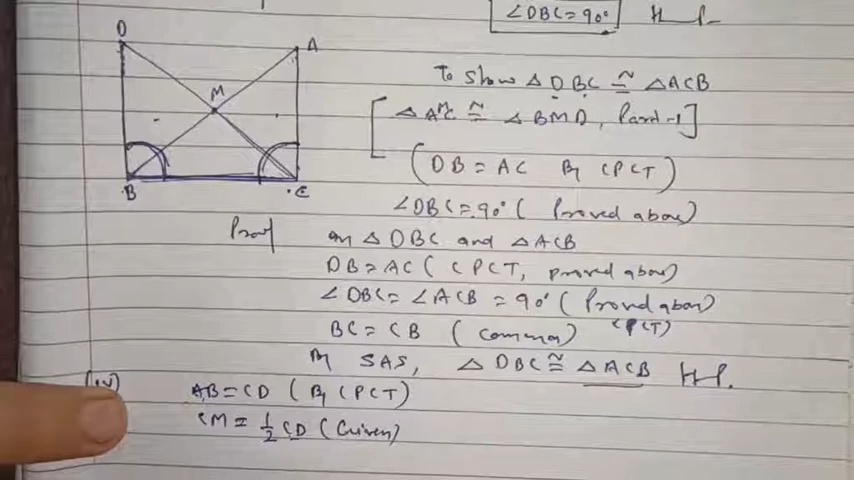 ∠DBC = 90° H P
D
A
M
B
C
To show △DBC ≅ △ACB
[△AMC ≅ △BMD, Part-1]
(DB = AC By CPCT)
∠DBC = 90° (Proved above)
Proof
In △DBC and △ACB
DB = AC (CPCT, proved above)
∠DBC = ∠ACB = 90° (Proved above)
BC = CB (Common) CPCT)
By SAS, △DBC ≅ △ACB H.P.
(iv) AB = CD (By CPCT)
CM = 1/2 CD (Given)